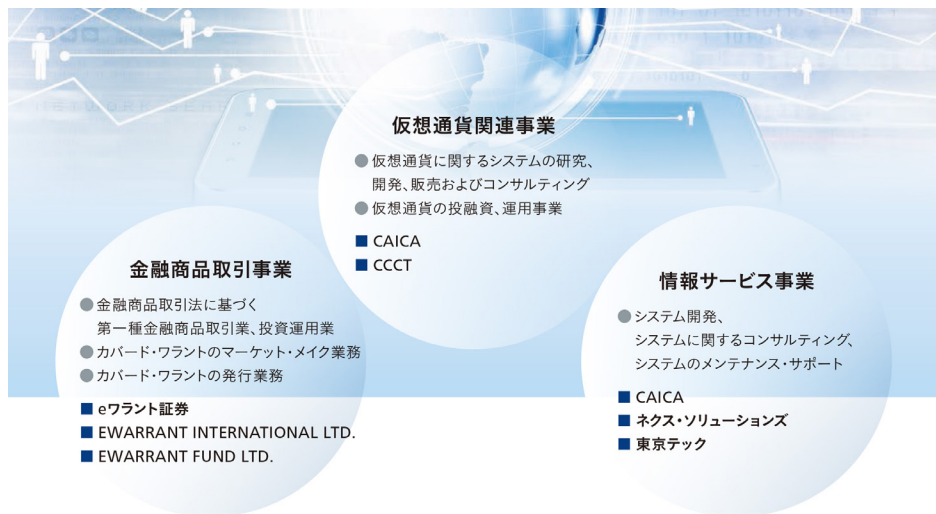 仮想通貨関連事業
●仮想通貨に関するシステムの研究、
開発、販売およびコンサルティング
●仮想通貨の投融資、運用事業
■ CAICA
■ CCCT
金融商品取引事業
●金融商品取引法に基づく
第一種金融商品取引業、投資運用業
●カバード・ワラントのマーケット・メイク業務
●カバード・ワラントの発行業務
■ eワラント証券
■ EWARRANT INTERNATIONAL LTD.
■ EWARRANT FUND LTD.
情報サービス事業
●システム開発、
システムに関するコンサルティング、
システムのメンテナンス・サポート
■ CAICA
■ ネクス・ソリューションズ
■ 東京テック